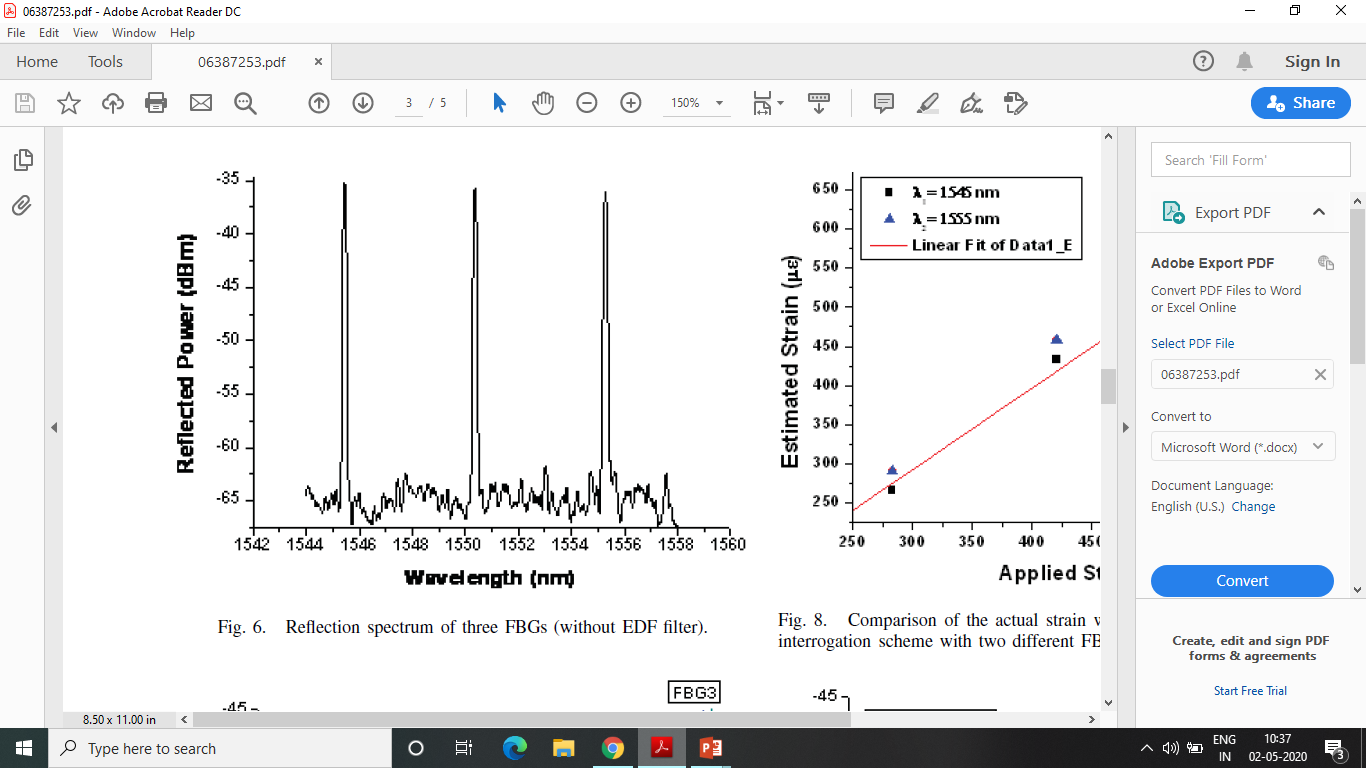 06387253.pdf - Adobe Acrobat Reader DC
File Edit View Window Help
Home Tools 06387253.pdf × Sign In
3 / 5 150% Share
-35
-40
-45
-50
-55
-60
-65
1542 1544 1546 1548 1550 1552 1554 1556 1558 1560
Reflected Power (dBm)
Wavelength (nm)
Fig. 6. Reflection spectrum of three FBGs (without EDF filter).
FBG3
-45
λ1 = 1545 nm
λ2 = 1555 nm
Linear Fit of Data1_E
650
600
550
500
450
400
350
300
250
250 300 350 400 450
Estimated Strain (με)
Applied St
Fig. 8. Comparison of the actual strain w
interrogation scheme with two different FB
-45
Search 'Fill Form'
Export PDF
Adobe Export PDF
Convert PDF Files to Word
or Excel Online
Select PDF File
06387253.pdf
Convert to
Microsoft Word (*.docx)
Document Language:
English (U.S.) Change
Convert
Create, edit and sign PDF
forms & agreements
Start Free Trial
8.50 x 11.00 in
Type here to search
ENG
IN
10:37
02-05-2020
3